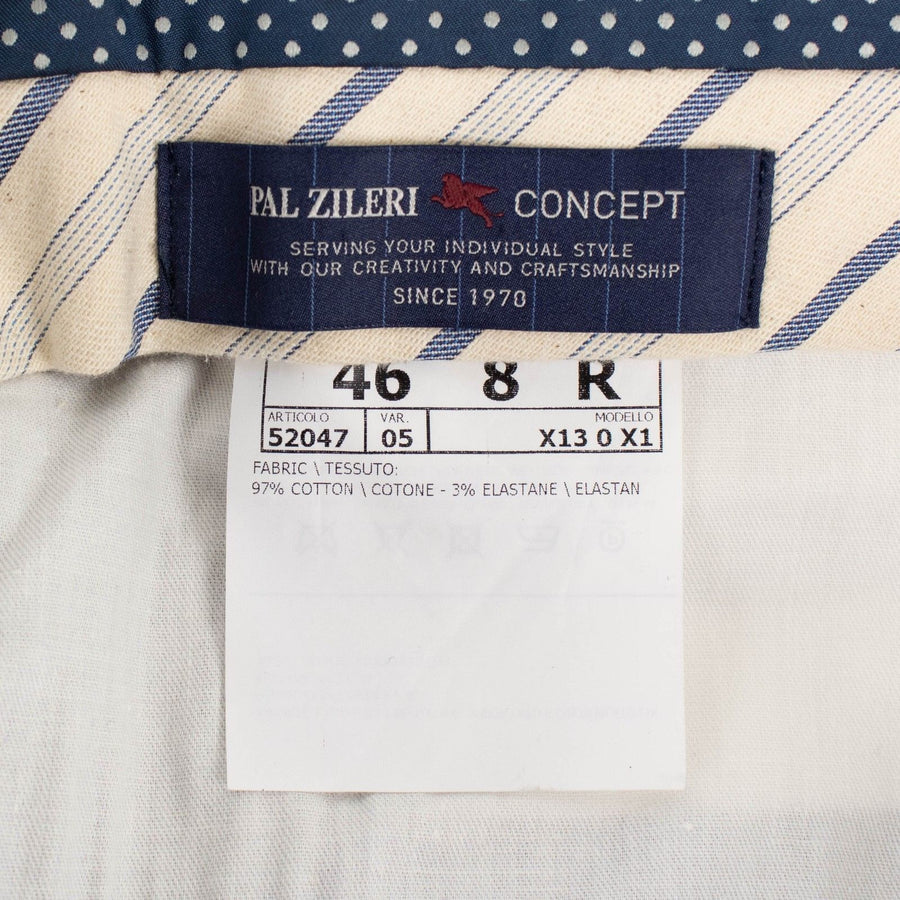 PAL ZILERI CONCEPT
SERVING YOUR INDIVIDUAL STYLE
WITH OUR CREATIVITY AND CRAFTSMANSHIP
SINCE 1970
46 8 R
ARTICOLO VAR. MODELLO
52047 05 X13 0 X1
FABRIC \ TESSUTO:
97% COTTON \ COTONE - 3% ELASTANE \ ELASTAN